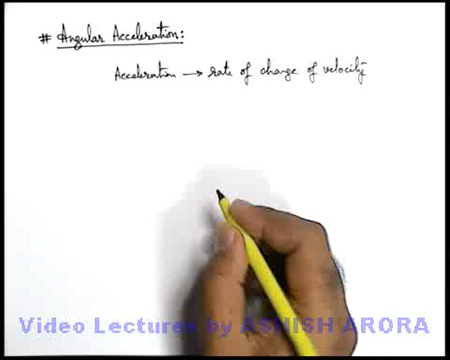 # Angular Acceleration:
Acceleration → rate of change of velocity
Video Lectures by ASHISH ARORA